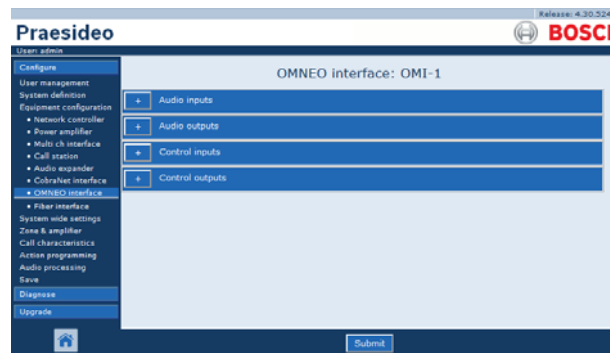 Release: 4.30.524
Praesideo
BOSCH
User: admin
Configure
OMNEO interface: OMI-1
User management
System definition
Equipment configuration
• Network controller
• Power amplifier
• Multi ch interface
• Call station
• Audio expander
• CobraNet interface
• OMNEO interface
• Fiber interface
System wide settings
Zone & amplifier
Call characteristics
Action programming
Audio processing
Save
Diagnose
Upgrade
+ Audio inputs
+ Audio outputs
+ Control inputs
+ Control outputs
Submit